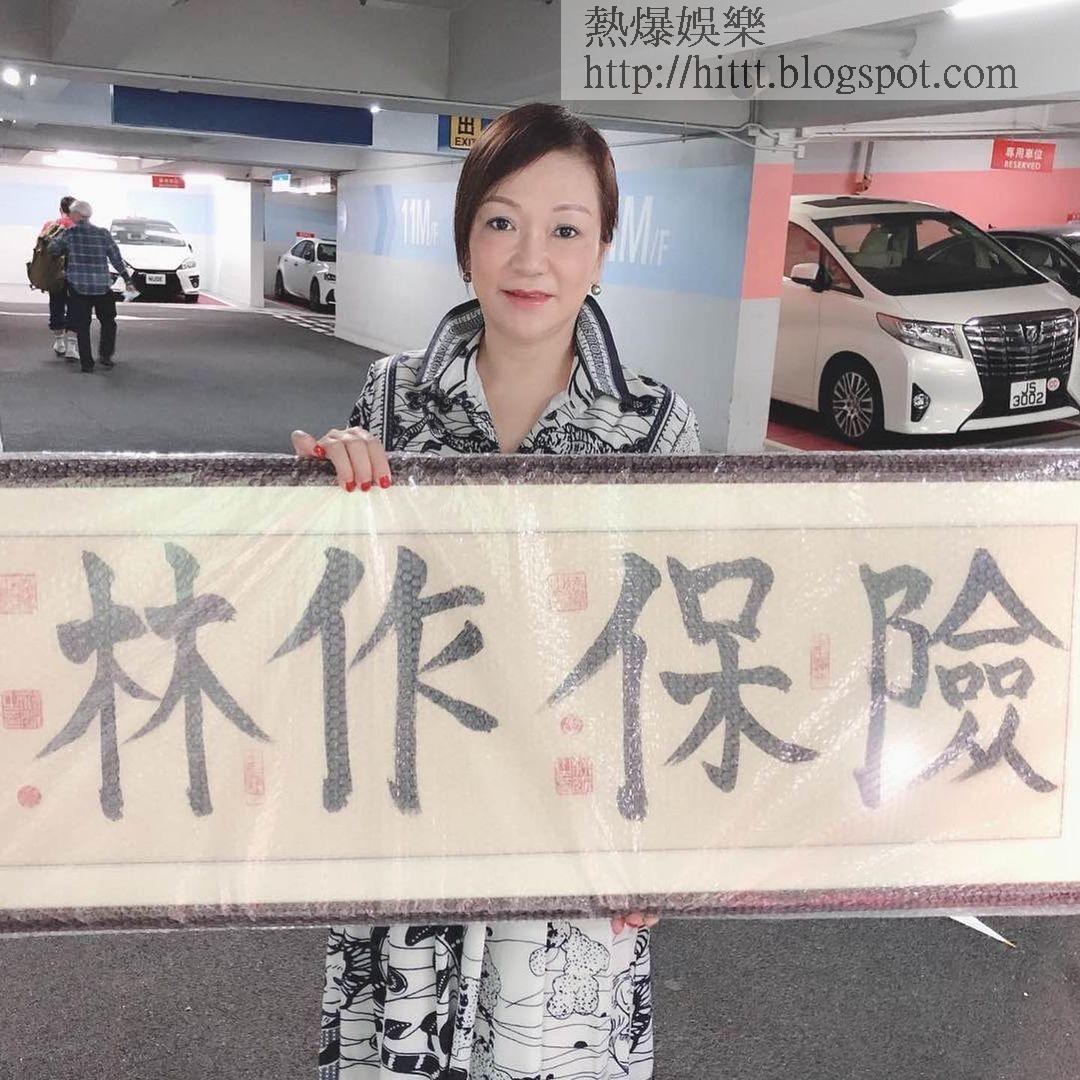 熱爆娛樂
http://hittt.blogspot.com
出
EXIT
11M/F
M/F
專用車位
RESERVED
JS
3002
林作保險